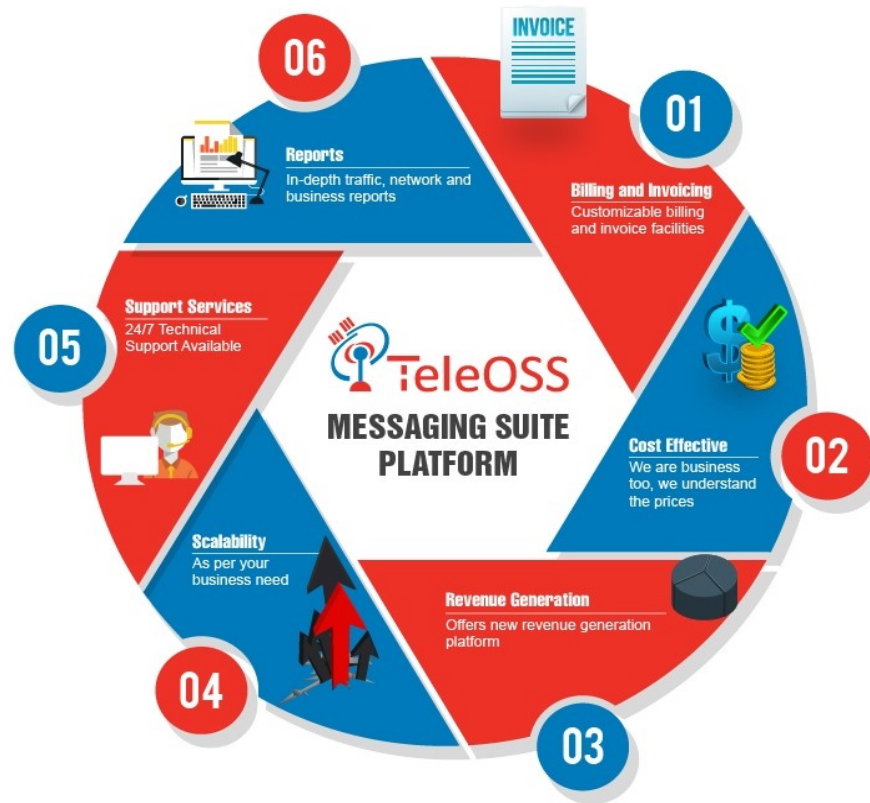 INVOICE
01
Billing and Invoicing
Customizable billing
and invoice facilities
02
Cost Effective
We are business
too, we understand
the prices
03
Revenue Generation
Offers new revenue generation
platform
04
Scalability
As per your
business need
05
Support Services
24/7 Technical
Support Available
06
Reports
In-depth traffic, network and
business reports
TeleOSS
MESSAGING SUITE
PLATFORM